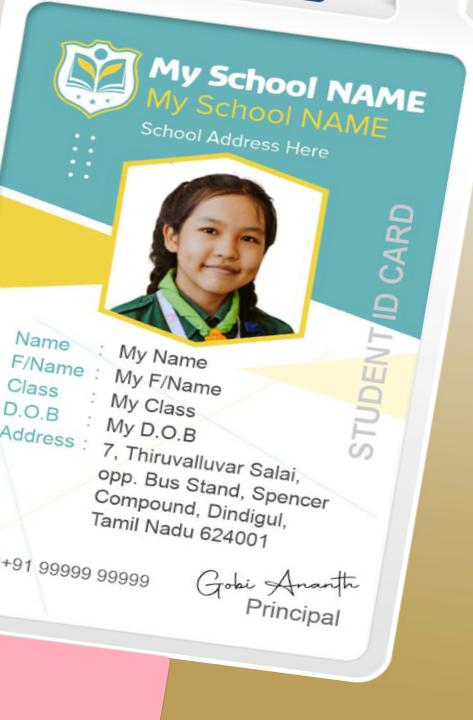 My School NAME
My School NAME
School Address Here
STUDENT ID CARD
Name : My Name
F/Name : My F/Name
Class : My Class
D.O.B : My D.O.B
Address : 7, Thiruvalluvar Salai,
opp. Bus Stand, Spencer
Compound, Dindigul,
Tamil Nadu 624001
+91 99999 99999
Gobi Ananth
Principal